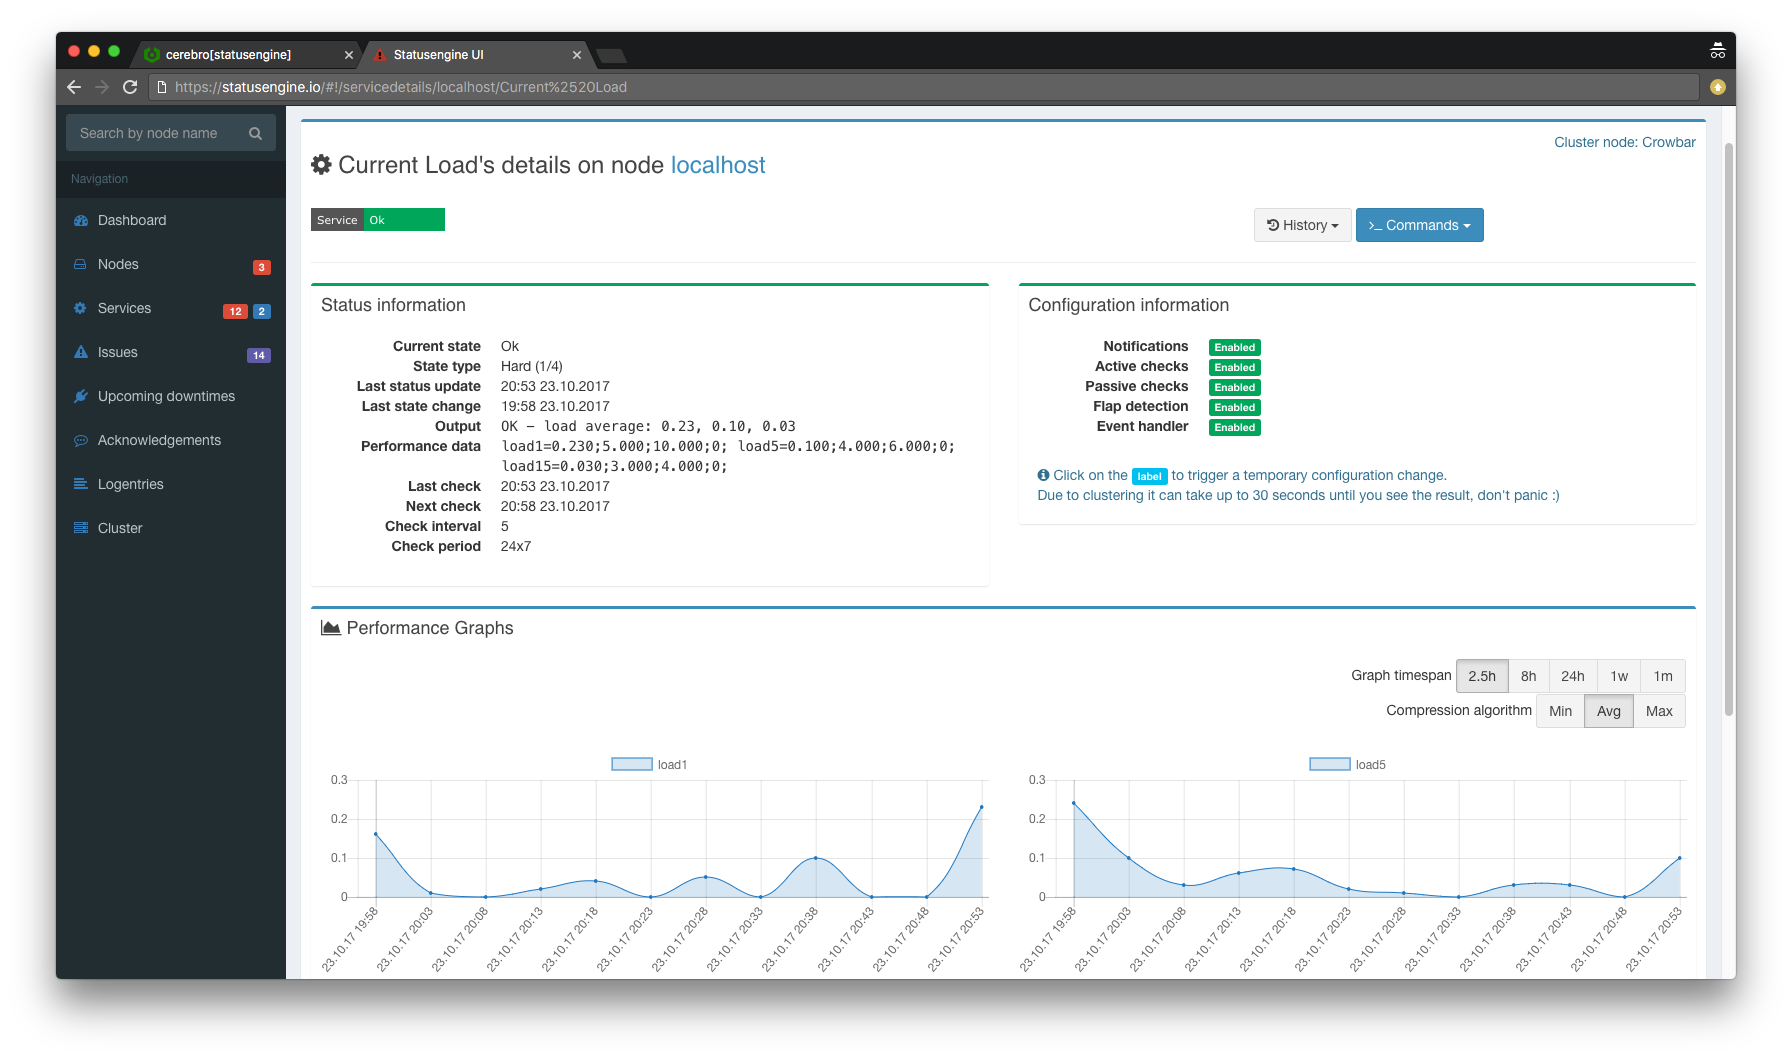 cerebro[statusengine]
Statusengine UI
https://statusengine.io/#!/servicedetails/localhost/Current%2520Load
Search by node name
Navigation
Dashboard
Nodes 3
Services 12 2
Issues 14
Upcoming downtimes
Acknowledgements
Logentries
Cluster
Cluster node: Crowbar
Current Load's details on node localhost
Service Ok
History
>_ Commands
Status information
Current state Ok
State type Hard (1/4)
Last status update 20:53 23.10.2017
Last state change 19:58 23.10.2017
Output OK - load average: 0.23, 0.10, 0.03
Performance data load1=0.230;5.000;10.000;0; load5=0.100;4.000;6.000;0;
load15=0.030;3.000;4.000;0;
Last check 20:53 23.10.2017
Next check 20:58 23.10.2017
Check interval 5
Check period 24x7
Configuration information
Notifications Enabled
Active checks Enabled
Passive checks Enabled
Flap detection Enabled
Event handler Enabled
Click on the label to trigger a temporary configuration change.
Due to clustering it can take up to 30 seconds until you see the result, don't panic :)
Performance Graphs
Graph timespan 2.5h 8h 24h 1w 1m
Compression algorithm Min Avg Max
load1
0.3
0.2
0.1
0
23.10.17 19:58
23.10.17 20:03
23.10.17 20:08
23.10.17 20:13
23.10.17 20:18
23.10.17 20:23
23.10.17 20:28
23.10.17 20:33
23.10.17 20:38
23.10.17 20:43
23.10.17 20:48
23.10.17 20:53
load5
0.3
0.2
0.1
0
23.10.17 19:58
23.10.17 20:03
23.10.17 20:08
23.10.17 20:13
23.10.17 20:18
23.10.17 20:23
23.10.17 20:28
23.10.17 20:33
23.10.17 20:38
23.10.17 20:43
23.10.17 20:48
23.10.17 20:53